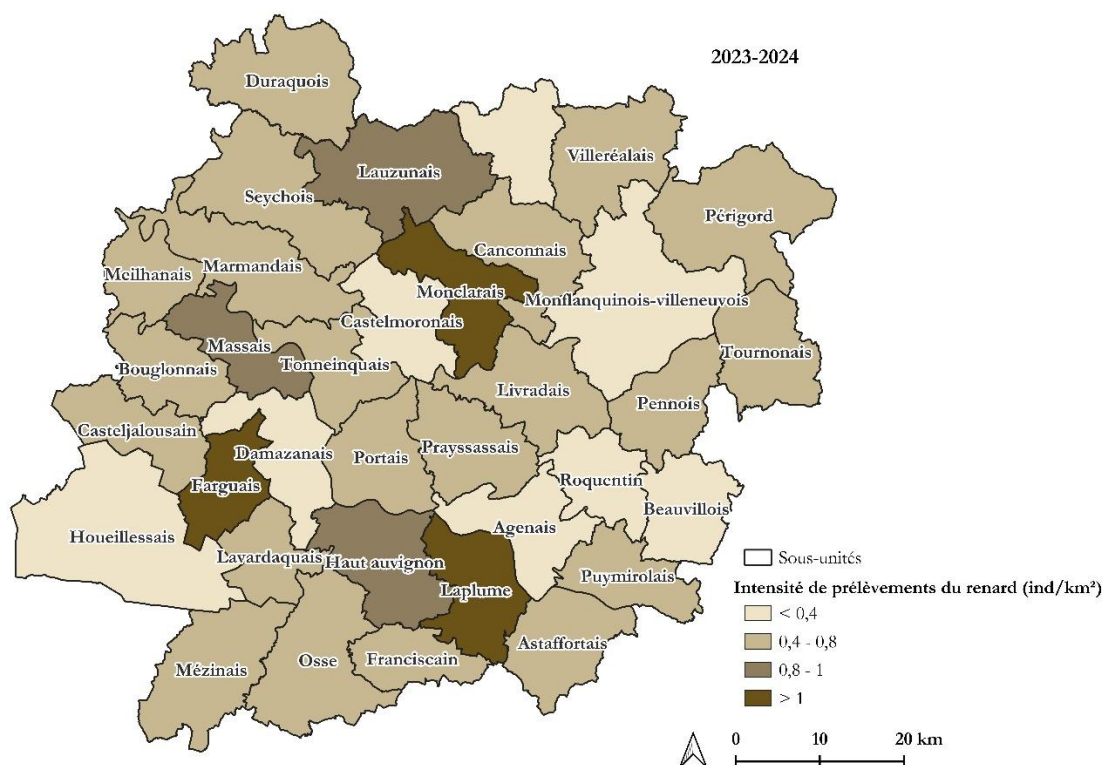 2023-2024
Duraquois
Villeréalais
Lauzunais
Seychois
Périgord
Canconnais
Marmandais
Meilhanais
Monclarais
Monflanquinois-villeneuvois
Castelmoronais
Massais
Tournonais
Tonneinquais
Bouglonnais
Livradais
Pennois
Casteljalousain
Damazanais
Portais
Prayssassais
Roquentin
Farguais
Beauvillois
Agenais
Houeillessais
Lavardaquais
Haut auvignon
Laplume
Puymirolais
Astaffortais
Mézinais
Osse
Franciscain
Sous-unités
Intensité de prélèvements du renard (ind/km²)
< 0,4
0,4 - 0,8
0,8 - 1
> 1
0 10 20 km